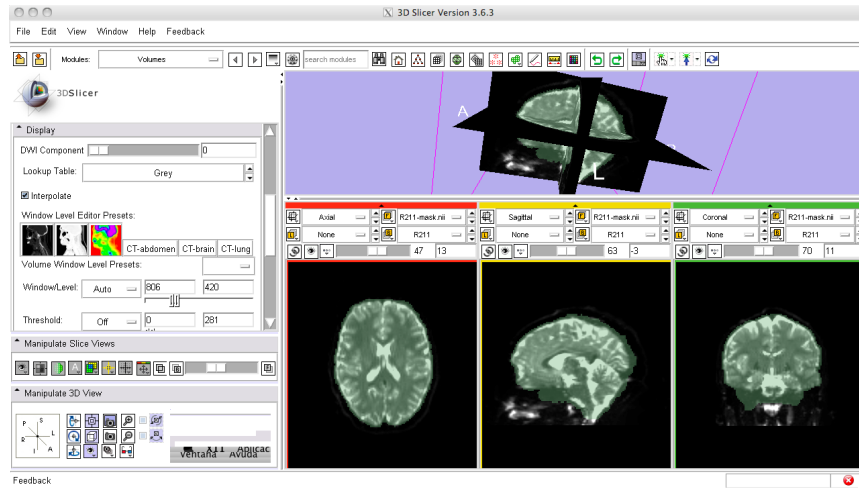 3D Slicer Version 3.6.3
File Edit View Window Help Feedback
Modules: Volumes search modules
3DSlicer
A
L
Display
DWI Component 0
Lookup Table: Grey
Interpolate
Window Level Editor Presets:
CT-abdomen CT-brain CT-lung
Volume Window Level Presets:
Window/Level: Auto 806 420
Threshold: Off 0 281
Manipulate Slice Views
A
Manipulate 3D View
P S
R L
I A
X11 Aplicac
Ventana Ayuda
Axial R211-mask.nii
None R211
47 13
Sagittal R211-mask.nii
None R211
63 -3
Coronal R211-mask.nii
None R211
70 11
Feedback